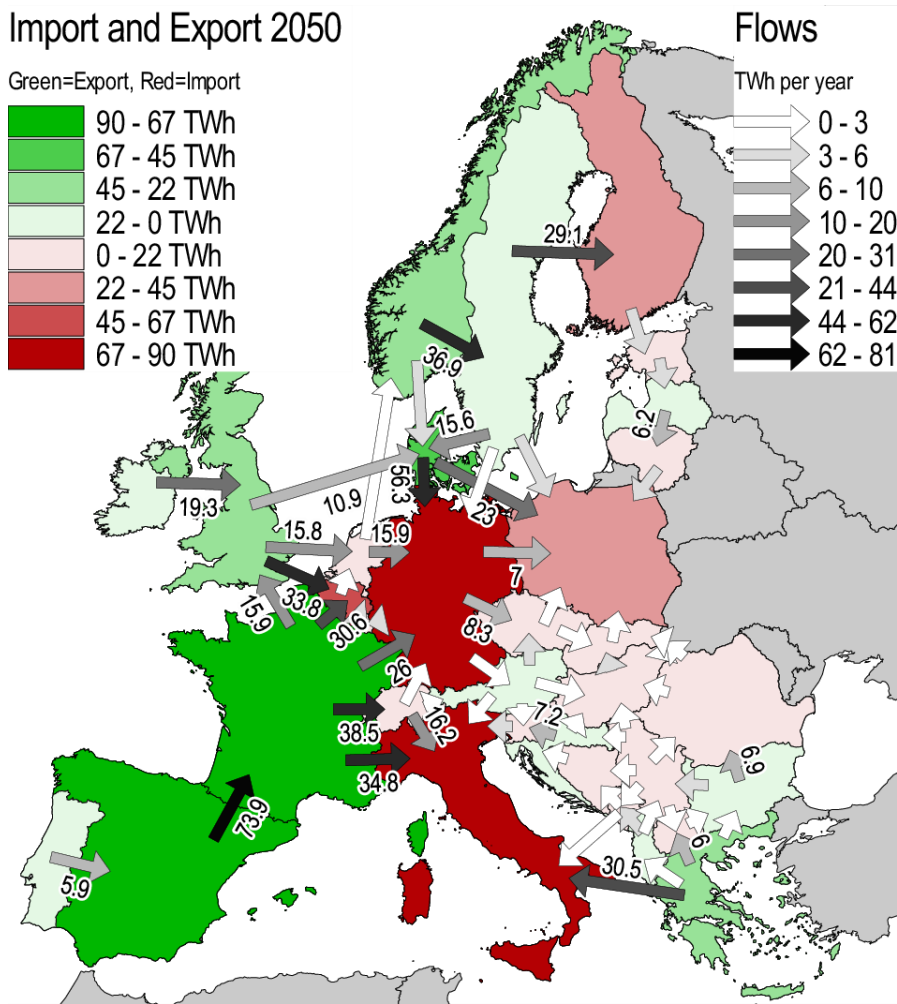 Import and Export 2050
Green=Export, Red=Import
90 - 67 TWh
67 - 45 TWh
45 - 22 TWh
22 - 0 TWh
0 - 22 TWh
22 - 45 TWh
45 - 67 TWh
67 - 90 TWh
Flows
TWh per year
0 - 3
3 - 6
6 - 10
10 - 20
20 - 31
21 - 44
44 - 62
62 - 81
29.1
36.9
15.6
6.2
56.3
10.9
19.3
23
15.8
15.9
7
33.8
15.9
30.6
8.3
26
16.2
7.2
38.5
34.8
6.9
73.9
6
30.5
5.9